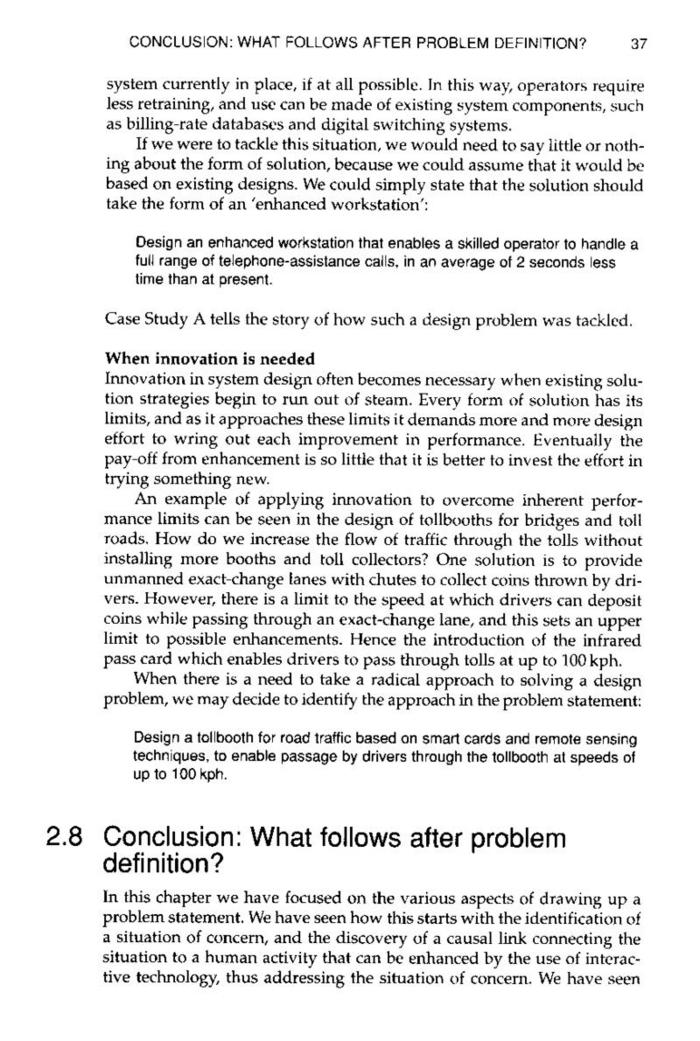 CONCLUSION: WHAT FOLLOWS AFTER PROBLEM DEFINITION? 37
system currently in place, if at all possible. In this way, operators require
less retraining, and use can be made of existing system components, such
as billing-rate databases and digital switching systems.
If we were to tackle this situation, we would need to say little or noth-
ing about the form of solution, because we could assume that it would be
based on existing designs. We could simply state that the solution should
take the form of an 'enhanced workstation':
Design an enhanced workstation that enables a skilled operator to handle a
full range of telephone-assistance calls, in an average of 2 seconds less
time than at present.
Case Study A tells the story of how such a design problem was tackled.
When innovation is needed
Innovation in system design often becomes necessary when existing solu-
tion strategies begin to run out of steam. Every form of solution has its
limits, and as it approaches these limits it demands more and more design
effort to wring out each improvement in performance. Eventually the
pay-off from enhancement is so little that it is better to invest the effort in
trying something new.
An example of applying innovation to overcome inherent perfor-
mance limits can be seen in the design of tollbooths for bridges and toll
roads. How do we increase the flow of traffic through the tolls without
installing more booths and toll collectors? One solution is to provide
unmanned exact-change lanes with chutes to collect coins thrown by dri-
vers. However, there is a limit to the speed at which drivers can deposit
coins while passing through an exact-change lane, and this sets an upper
limit to possible enhancements. Hence the introduction of the infrared
pass card which enables drivers to pass through tolls at up to 100 kph.
When there is a need to take a radical approach to solving a design
problem, we may decide to identify the approach in the problem statement:
Design a tollbooth for road traffic based on smart cards and remote sensing
techniques, to enable passage by drivers through the tollbooth at speeds of
up to 100 kph.
2.8 Conclusion: What follows after problem
definition?
In this chapter we have focused on the various aspects of drawing up a
problem statement. We have seen how this starts with the identification of
a situation of concern, and the discovery of a causal link connecting the
situation to a human activity that can be enhanced by the use of interac-
tive technology, thus addressing the situation of concern. We have seen